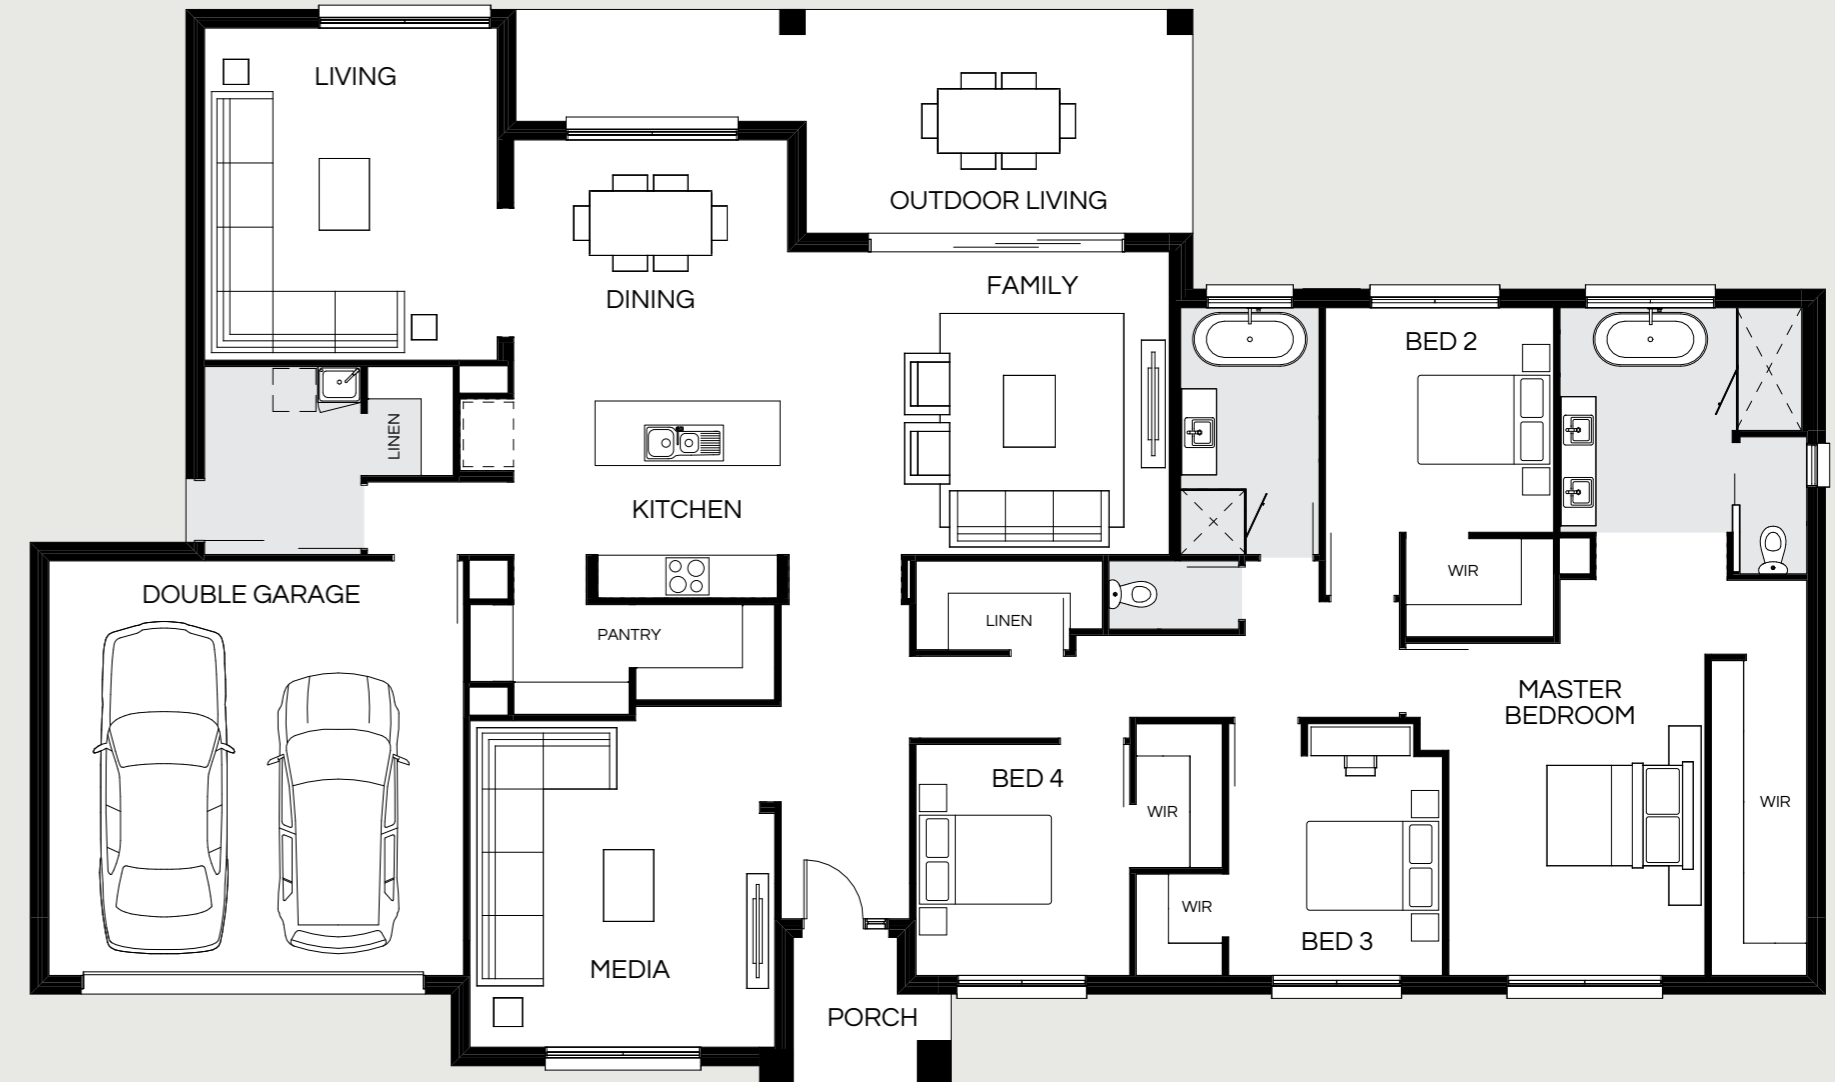 LIVING
OUTDOOR LIVING
DINING
FAMILY
BED 2
LINEN
KITCHEN
WIR
DOUBLE GARAGE
PANTRY
LINEN
MASTER
BEDROOM
BED 4
WIR
WIR
WIR
BED 3
MEDIA
PORCH